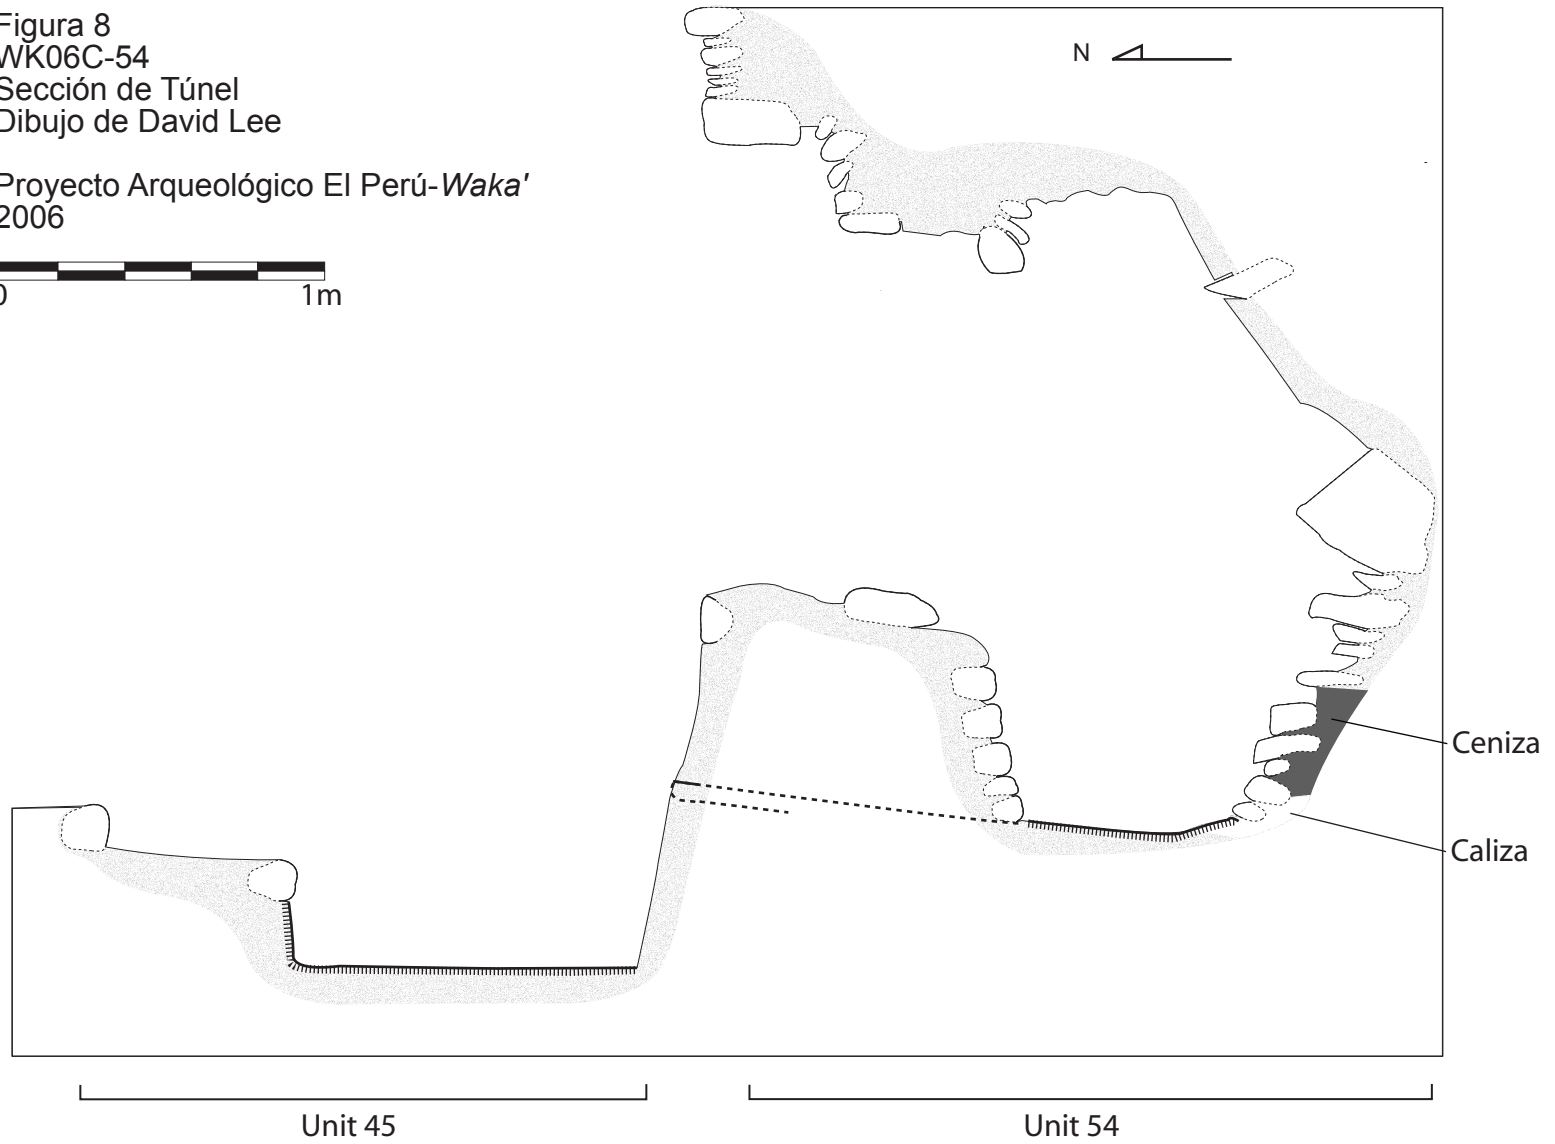 Figura 8
WK06C-54
Sección de Túnel
Dibujo de David Lee
Proyecto Arqueológico El Perú-Waka'
2006
0 1m
N
Ceniza
Caliza
Unit 45 Unit 54